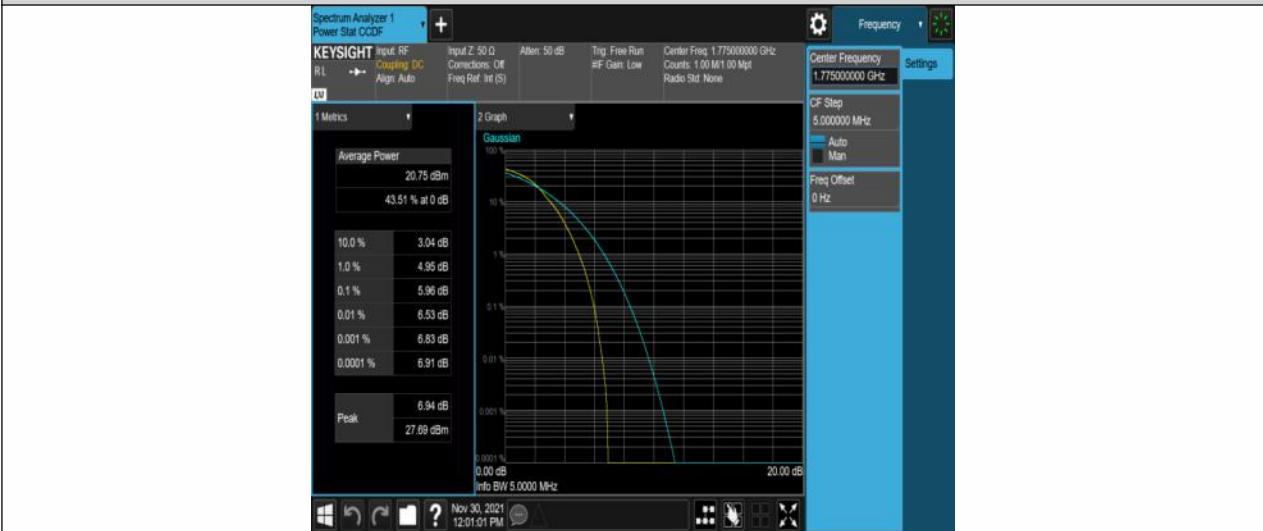 Spectrum Analyzer 1
Power Stat CCDF
+
Frequency
KEYSIGHT
R L
LW
Input: RF
Coupling: DC
Align: Auto
Input Z: 50 Ω
Corrections: Off
Freq Ref: Int (S)
Atten: 50 dB
Trig: Free Run
#IF Gain: Low
Center Freq: 1.775000000 GHz
Counts: 1.00 M/1.00 Mpt
Radio Std: None
Center Frequency
1.775000000 GHz
Settings
CF Step
5.000000 MHz
Auto
Man
Freq Offset
0 Hz
1 Metrics
Average Power
20.75 dBm
43.51 % at 0 dB
10.0 % 3.04 dB
1.0 % 4.95 dB
0.1 % 5.96 dB
0.01 % 6.53 dB
0.001 % 6.83 dB
0.0001 % 6.91 dB
Peak
6.94 dB
27.69 dBm
2 Graph
Gaussian
100 %
10 %
1 %
0.1 %
0.01 %
0.001 %
0.0001 %
0.00 dB 20.00 dB
Info BW 5.0000 MHz
?
Nov 30, 2021
12:01:01 PM